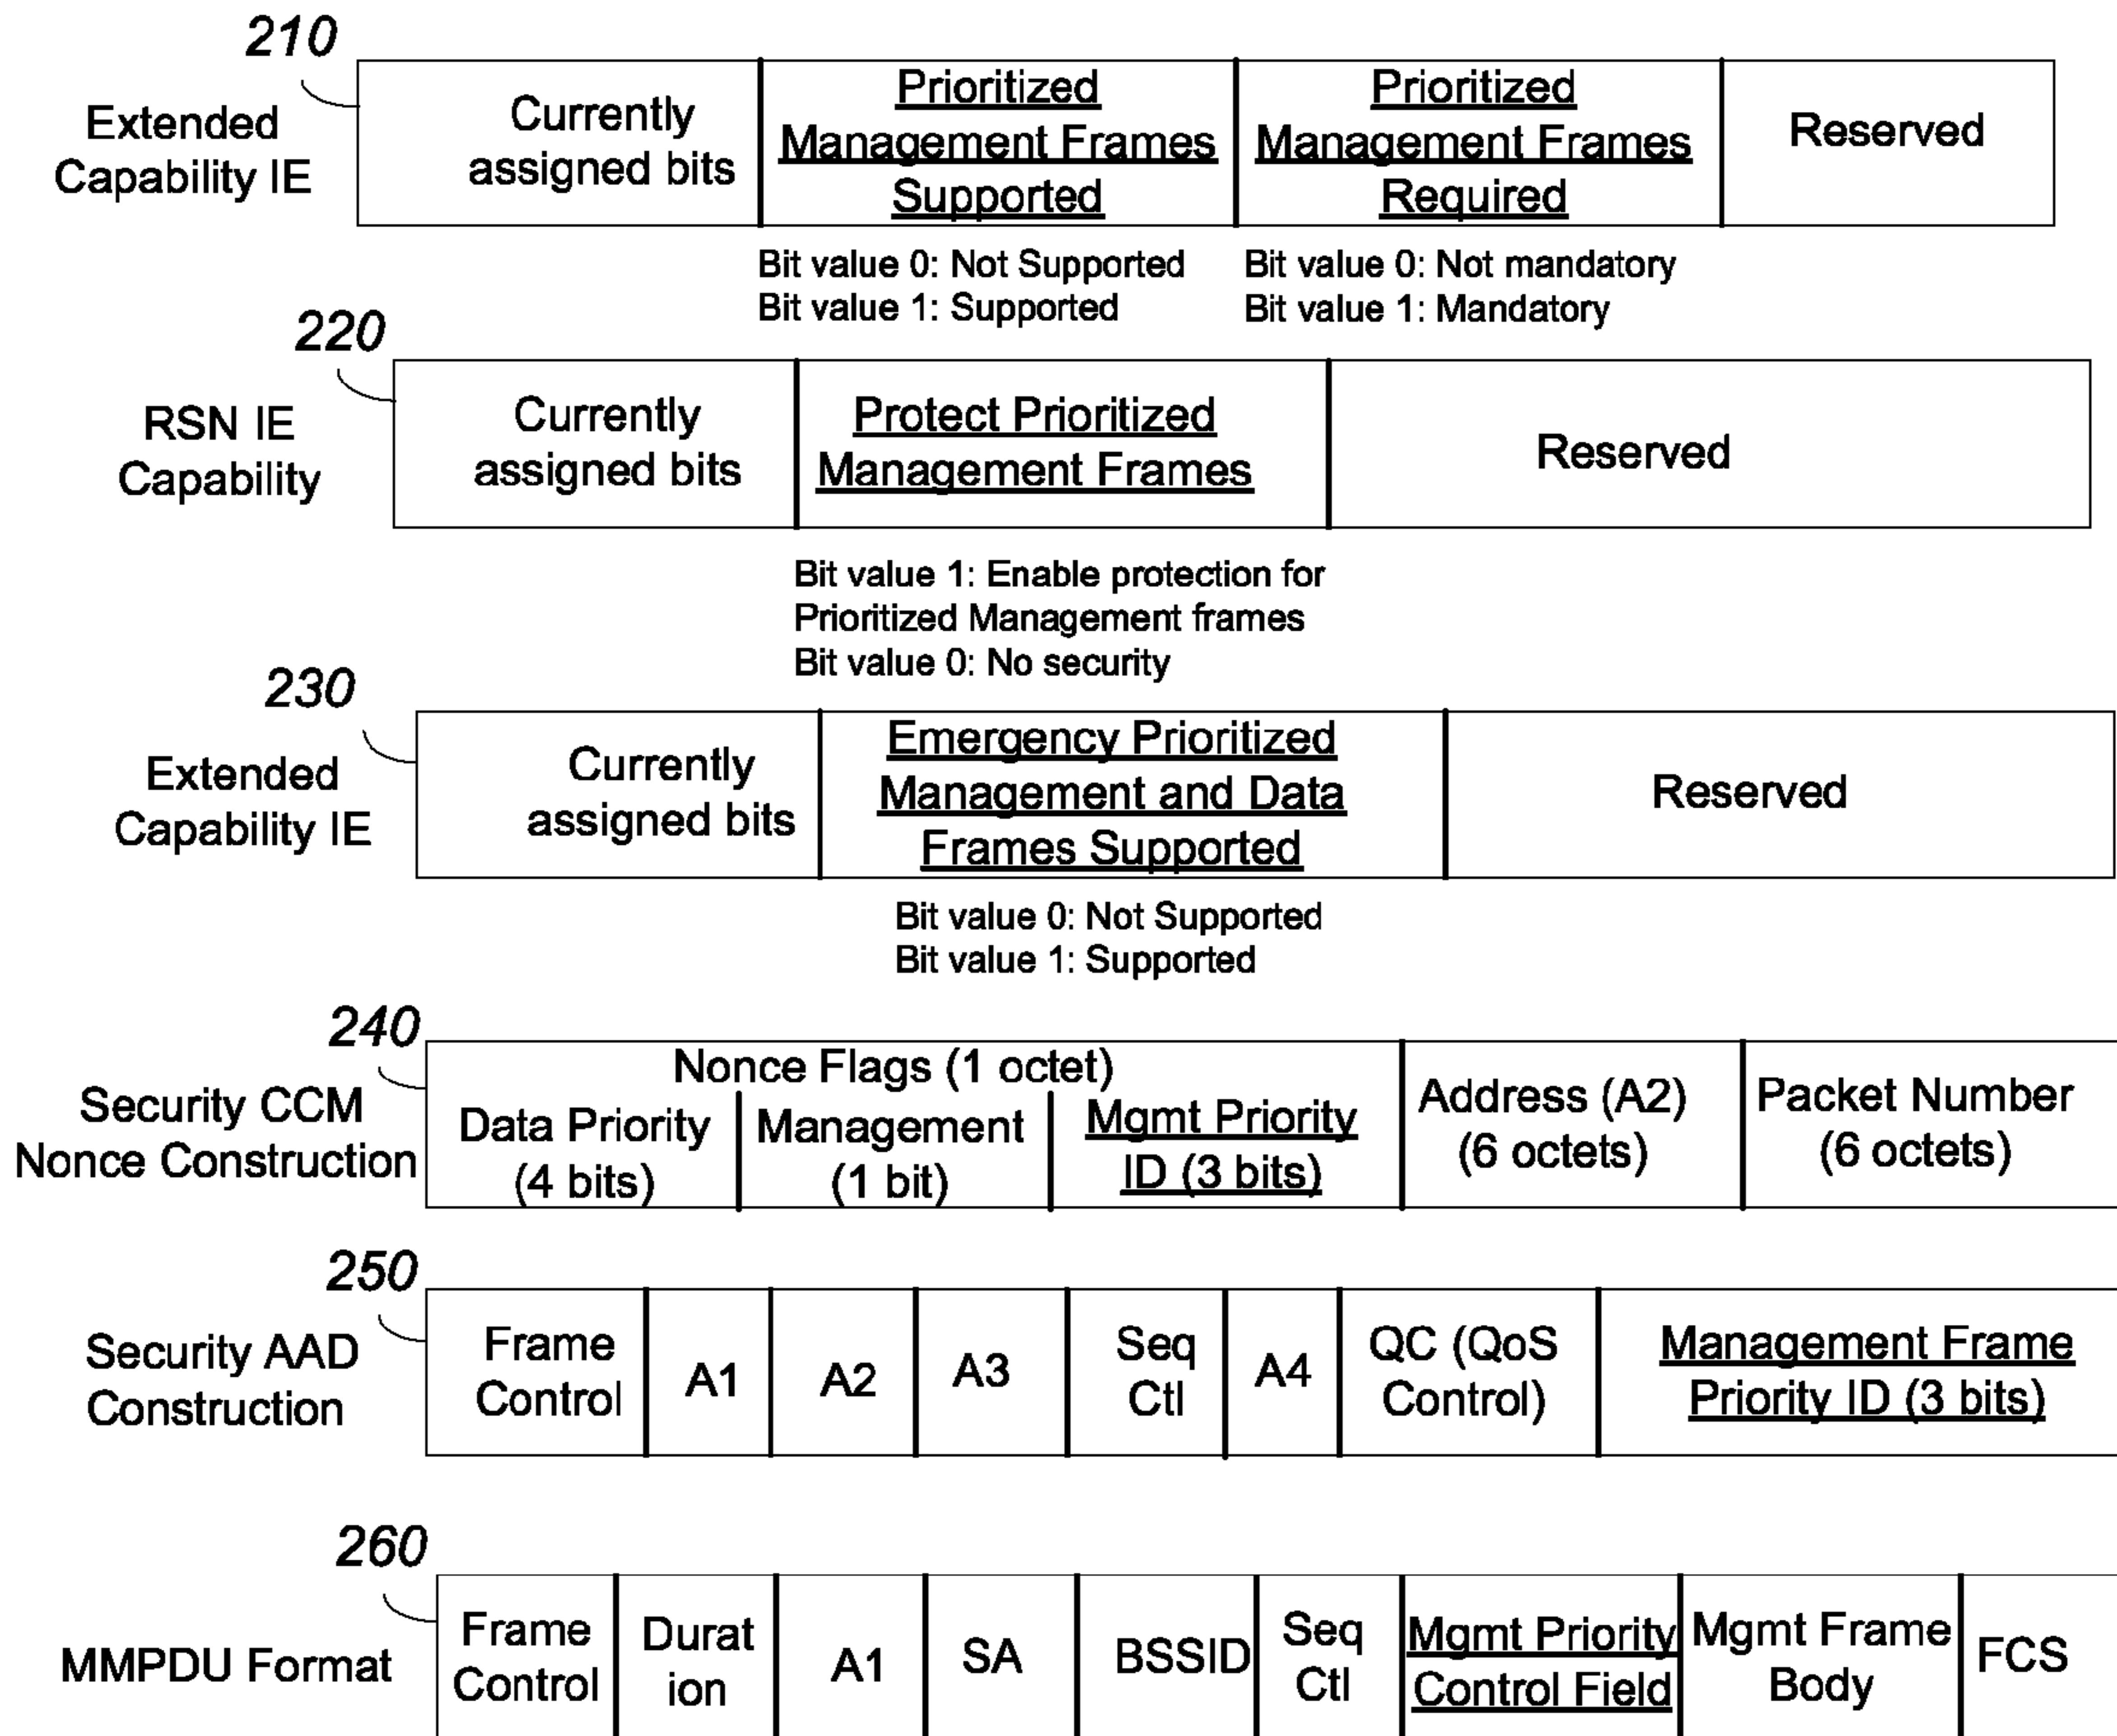 210
Extended
Capability IE
Currently
assigned bits
Prioritized
Management Frames
Supported
Prioritized
Management Frames
Required
Reserved
Bit value 0: Not Supported
Bit value 1: Supported
Bit value 0: Not mandatory
Bit value 1: Mandatory
220
RSN IE
Capability
Currently
assigned bits
Protect Prioritized
Management Frames
Reserved
Bit value 1: Enable protection for
Prioritized Management frames
Bit value 0: No security
230
Extended
Capability IE
Currently
assigned bits
Emergency Prioritized
Management and Data
Frames Supported
Reserved
Bit value 0: Not Supported
Bit value 1: Supported
240
Security CCM
Nonce Construction
Nonce Flags (1 octet)
Data Priority
(4 bits)
Management
(1 bit)
Mgmt Priority
ID (3 bits)
Address (A2)
(6 octets)
Packet Number
(6 octets)
250
Security AAD
Construction
Frame
Control
A1
A2
A3
Seq
Ctl
A4
QC (QoS
Control)
Management Frame
Priority ID (3 bits)
260
MMPDU Format
Frame
Control
Durat
ion
A1
SA
BSSID
Seq
Ctl
Mgmt Priority
Control Field
Mgmt Frame
Body
FCS